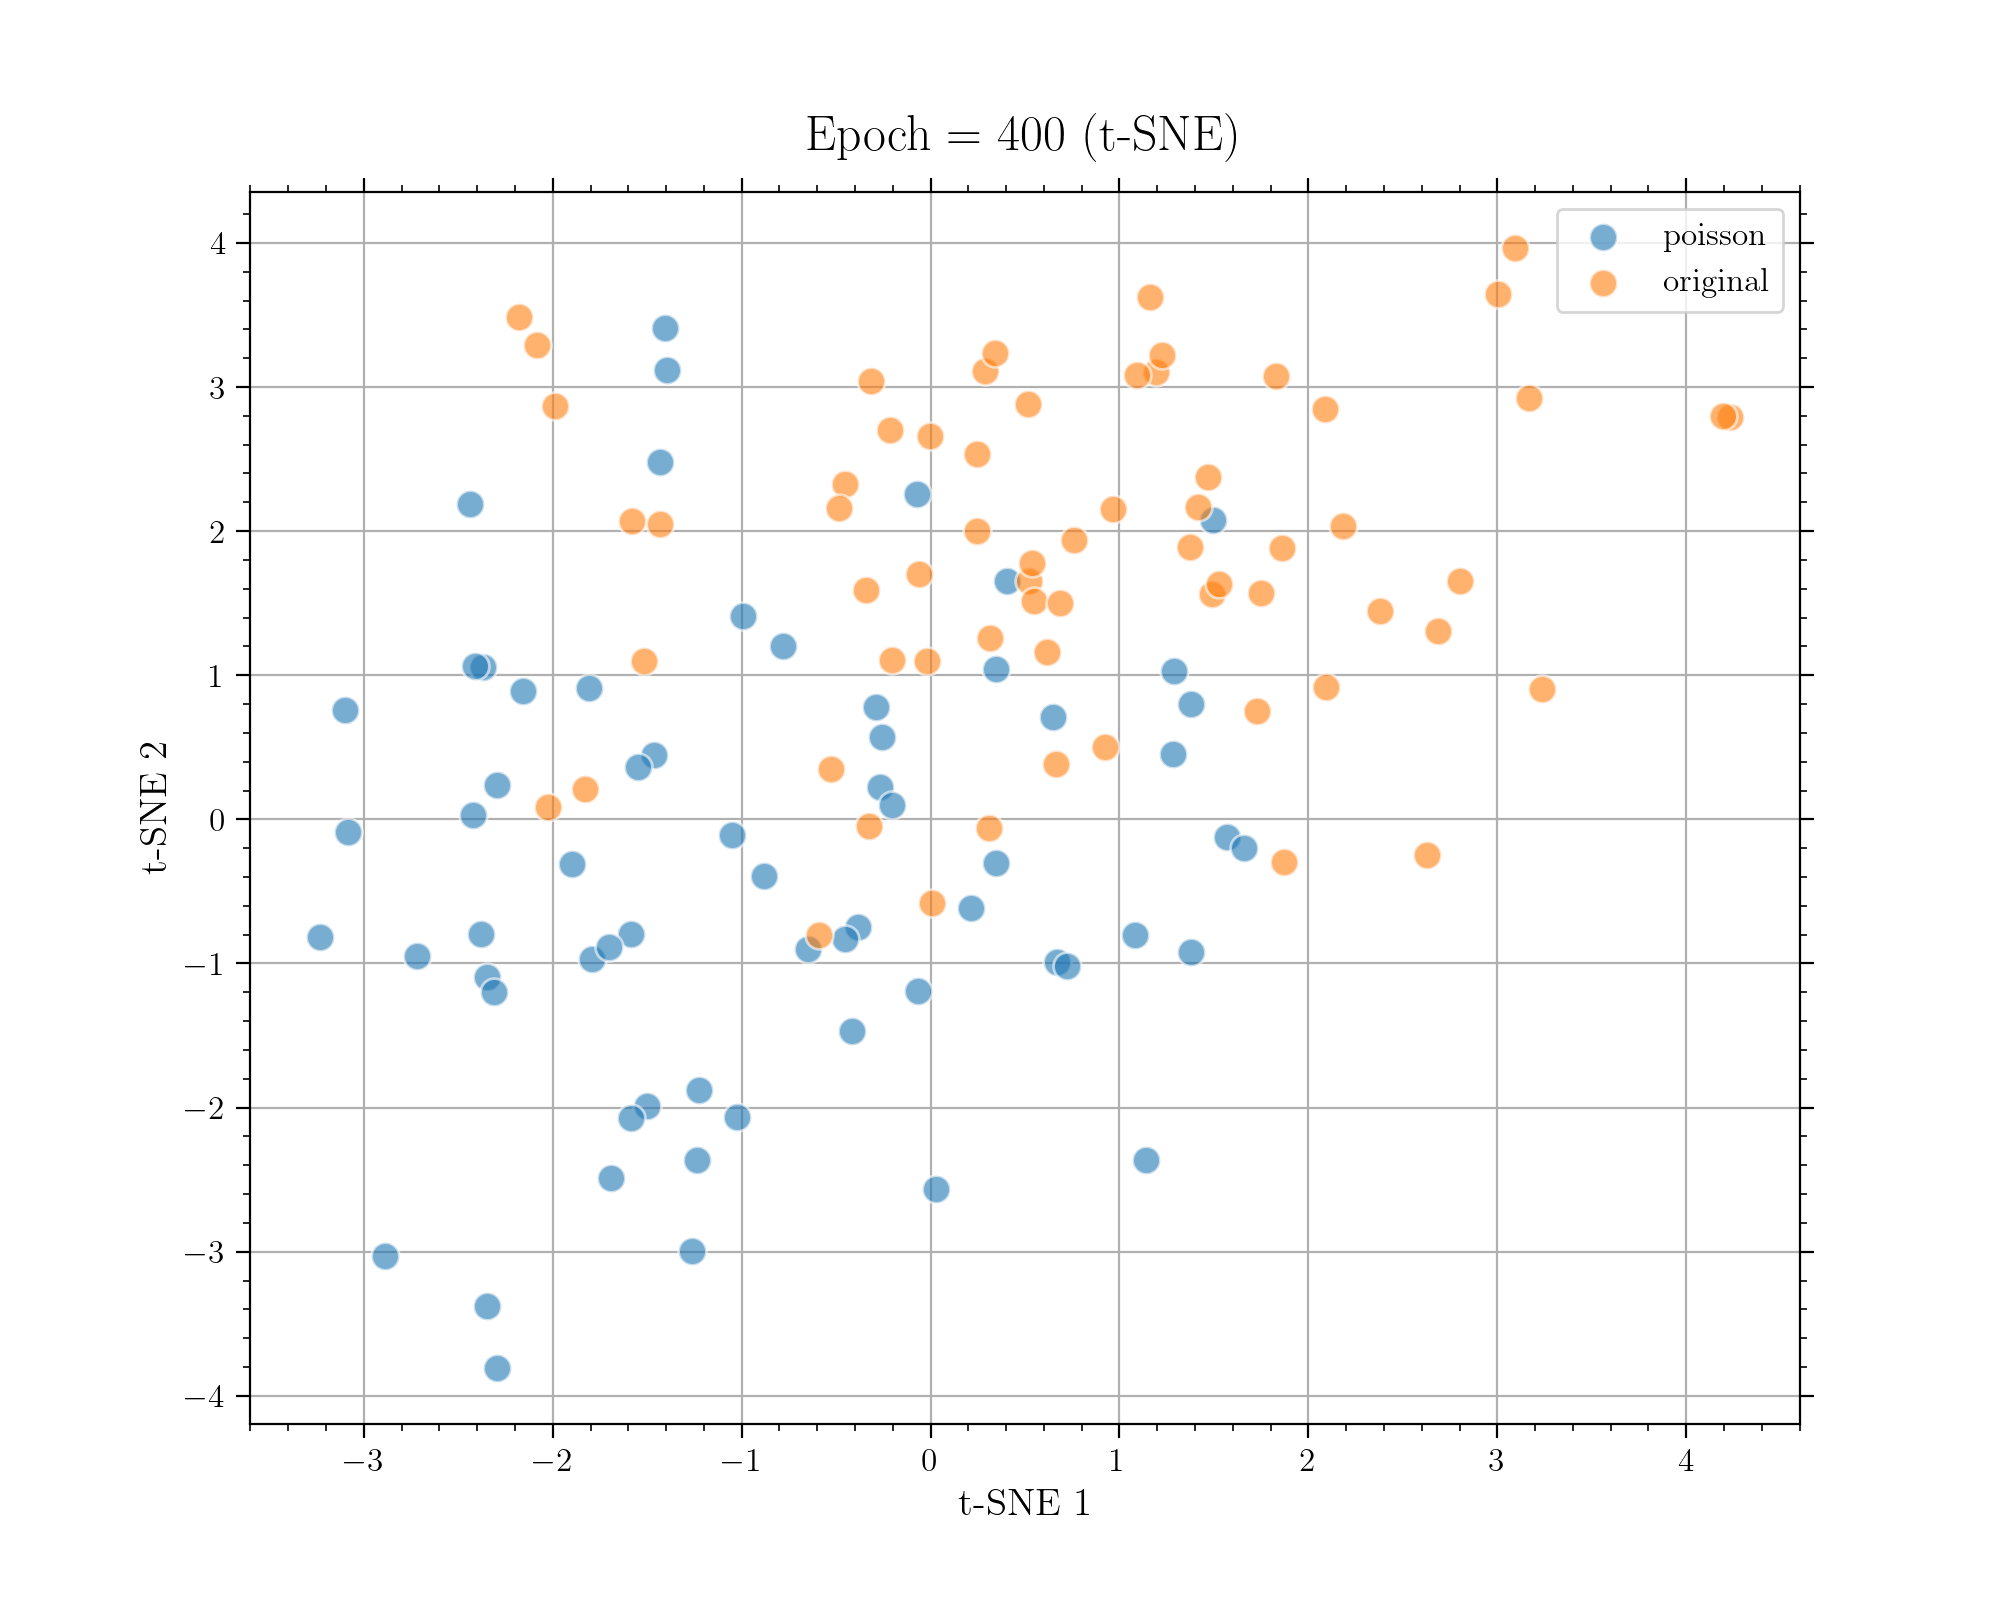 Epoch = 400 (t-SNE)
poisson
original
4
3
2
1
0
−1
−2
−3
−4
t-SNE 2
−3 −2 −1 0 1 2 3 4
t-SNE 1